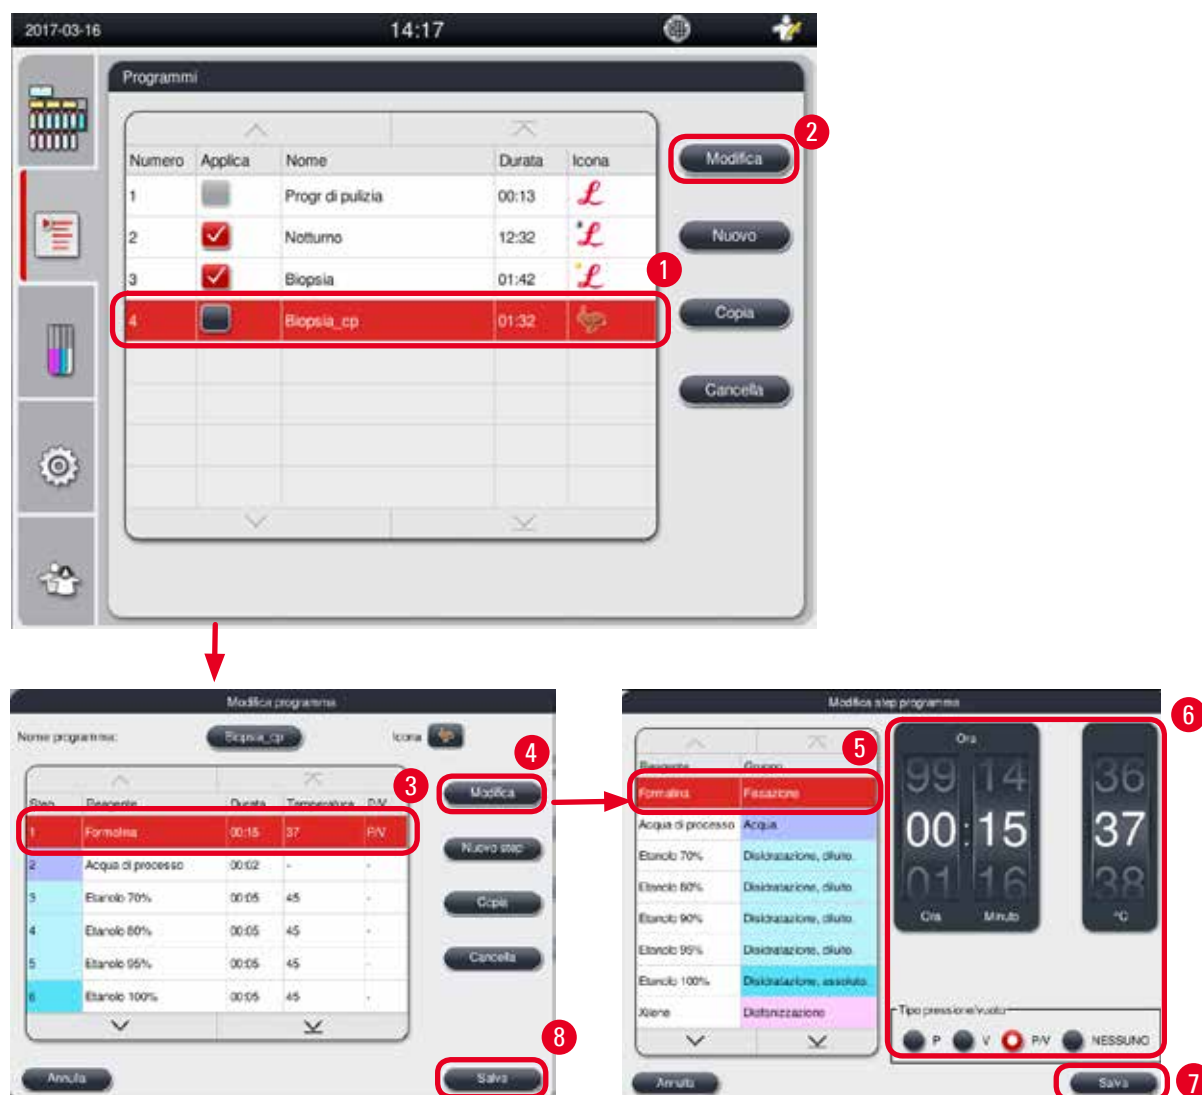 2017-03-16 14:17
Programmi
2
Numero Applica Nome Durata Icona
Modifica
1 Progr di pulizia 00:13
2 Notturno 12:32
Nuovo
3 Biopsia 01:42
1
4 Biopsia_cp 01:32
Copia
Cancella
Modifica programma
Nome programma: Biopsia_cp Icona
4
3
Modifica
Step Reagente Durata Temperatura P/V
1 Formalina 00:15 37 P/V
2 Acqua di processo 00:02 - -
Nuovo step
3 Etanolo 70% 00:05 45 -
Copia
4 Etanolo 80% 00:05 45 -
5 Etanolo 95% 00:05 45 -
Cancella
6 Etanolo 100% 00:05 45 -
8
Annulla Salva
Modifica step programma
6
5
Ora
Reagente Gruppo
Formalina Fissazione
Acqua di processo Acqua
Etanolo 70% Disidratazione, diluito
Etanolo 80% Disidratazione, diluito
Etanolo 90% Disidratazione, diluito
Etanolo 95% Disidratazione, diluito
Etanolo 100% Disidratazione, assoluto
Xilene Diafanizzazione
99 14 36
00:15 37
01 16 38
Ora Minuto °C
Tipo pressione/vuoto
P V P/V NESSUNO
Annulla Salva
7